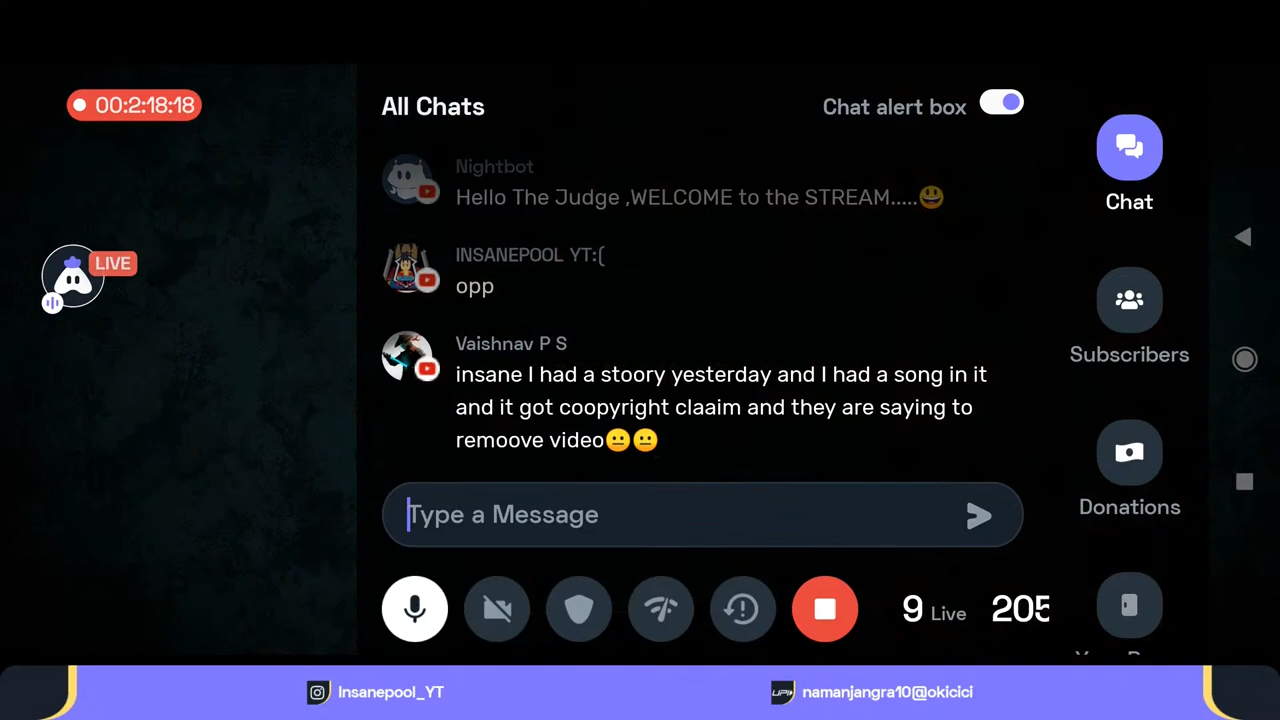 00:2:18:18
All Chats
Chat alert box
Nightbot
Hello The Judge ,WELCOME to the STREAM.....😃
Chat
INSANEPOOL YT:(
opp
LIVE
Vaishnav P S
insane I had a stoory yesterday and I had a song in it
and it got coopyright claaim and they are saying to
remoove video😐😐
Subscribers
Type a Message
Donations
9 Live
205
Insanepool_YT
UPI
namanjangra10@okicici